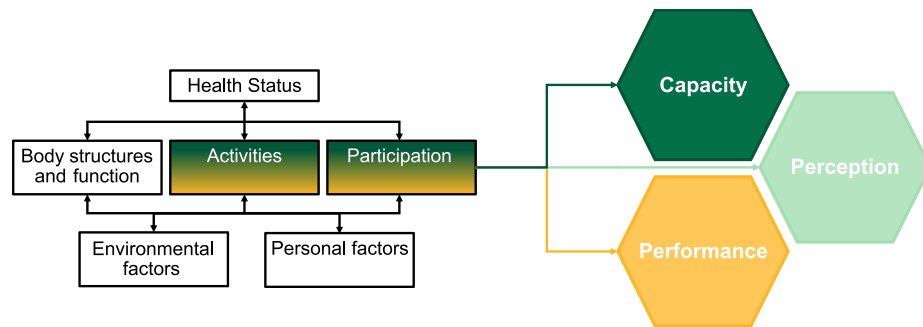 Health Status
Body structures
and function
Activities
Participation
Environmental
factors
Personal factors
Capacity
Perception
Performance